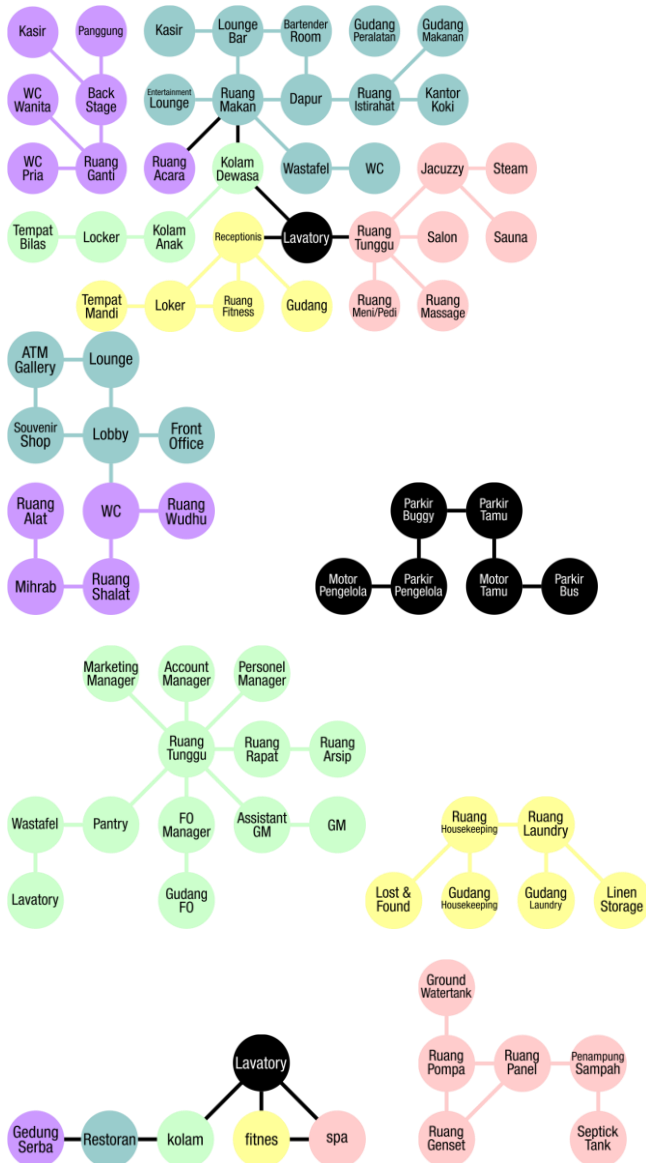 Kasir
Panggung
Kasir
Lounge
Bar
Bartender
Room
Gudang
Peralatan
Gudang
Makanan
WC
Wanita
Back
Stage
Entertainment
Lounge
Ruang
Makan
Dapur
Ruang
Istirahat
Kantor
Koki
WC
Pria
Ruang
Ganti
Ruang
Acara
Kolam
Dewasa
Wastafel
WC
Jacuzzy
Steam
Tempat
Bilas
Locker
Kolam
Anak
Receptionis
Lavatory
Ruang
Tunggu
Salon
Sauna
Tempat
Mandi
Loker
Ruang
Fitness
Gudang
Ruang
Meni/Pedi
Ruang
Massage
ATM
Gallery
Lounge
Souvenir
Shop
Lobby
Front
Office
Ruang
Alat
WC
Ruang
Wudhu
Parkir
Buggy
Parkir
Tamu
Mihrab
Ruang
Shalat
Motor
Pengelola
Parkir
Pengelola
Motor
Tamu
Parkir
Bus
Marketing
Manager
Account
Manager
Personel
Manager
Ruang
Tunggu
Ruang
Rapat
Ruang
Arsip
Wastafel
Pantry
FO
Manager
Assistant
GM
GM
Ruang
Housekeeping
Ruang
Laundry
Lavatory
Gudang
FO
Lost &
Found
Gudang
Housekeeping
Gudang
Laundry
Linen
Storage
Ground
Watertank
Lavatory
Ruang
Pompa
Ruang
Panel
Penampung
Sampah
Gedung
Serba
Restoran
kolam
fitnes
spa
Ruang
Genset
Septick
Tank